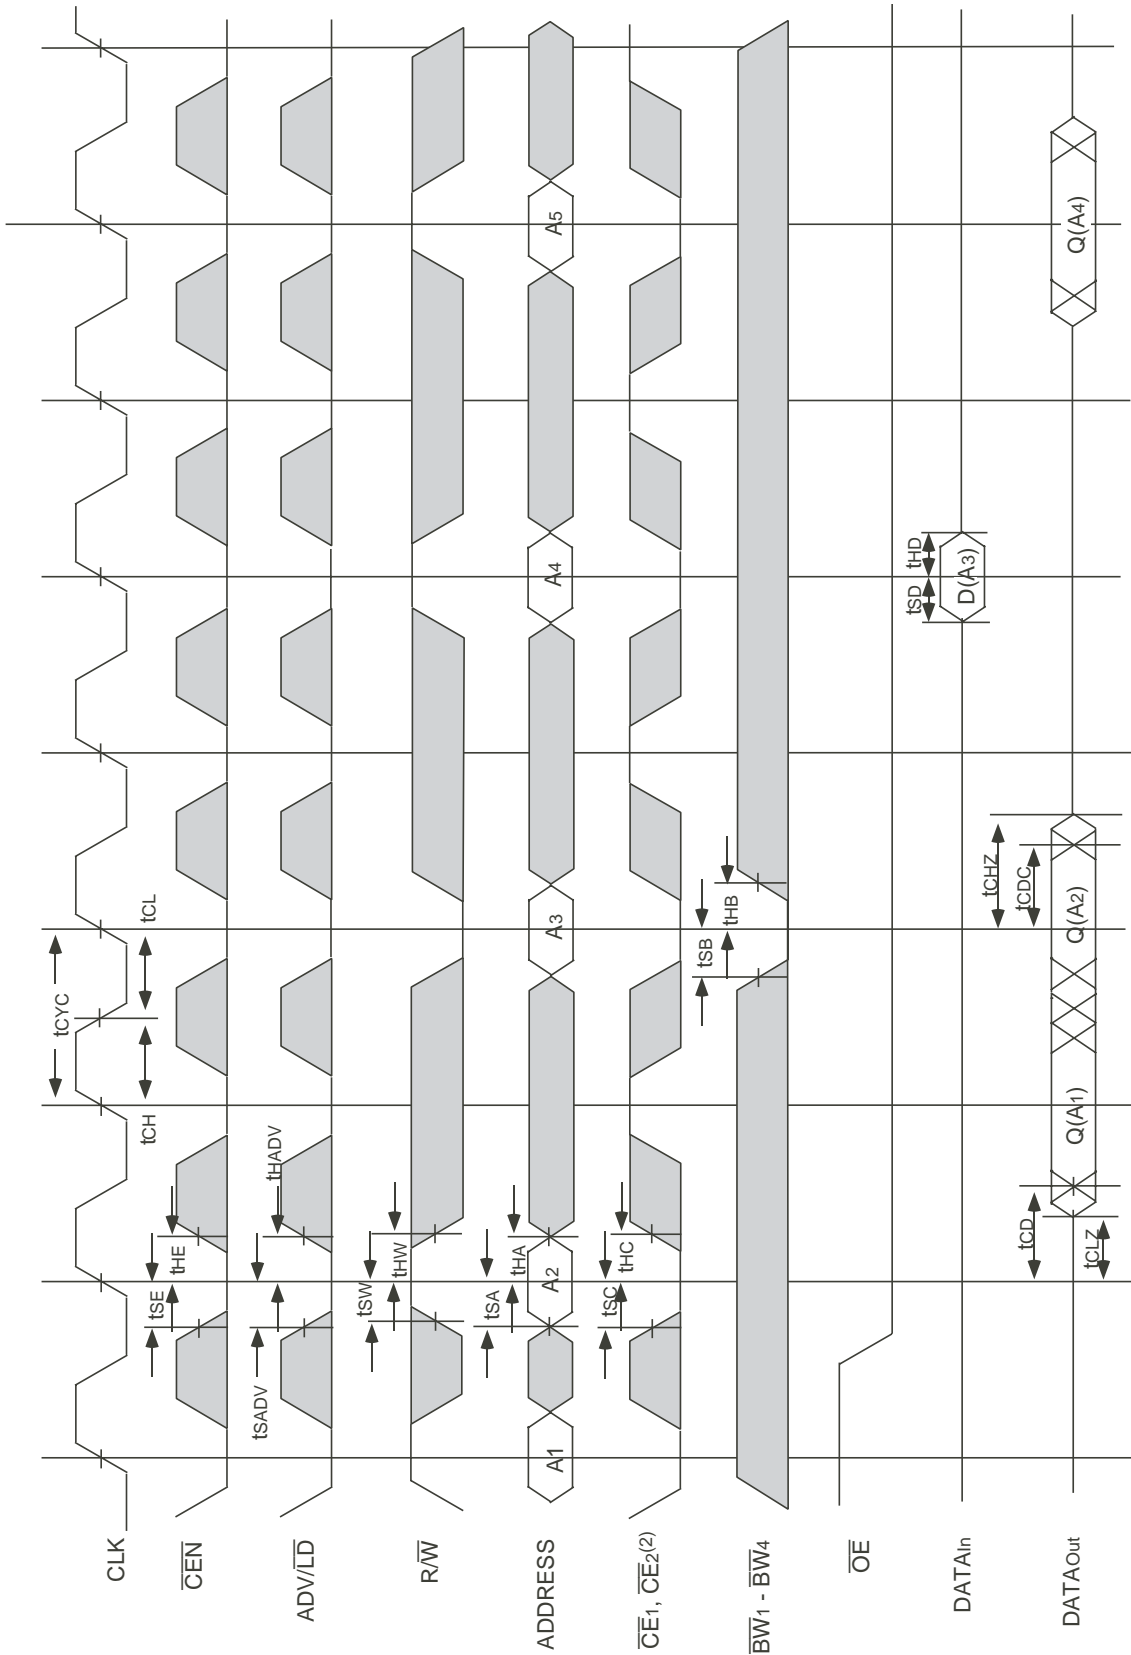 tCYC
tCH
tCL
CLK
tSE
tHE
CEN
tSADV
tHADV
ADV/LD
tSW
tHW
R/W
tSA
tHA
ADDRESS
A1
A2
A3
A4
A5
tSC
tHC
CE1, CE2(2)
tSB
tHB
BW1 - BW4
OE
tSD
tHD
DATAIn
D(A3)
tCD
tCLZ
tCHZ
tCDC
DATAOut
Q(A1)
Q(A2)
Q(A4)